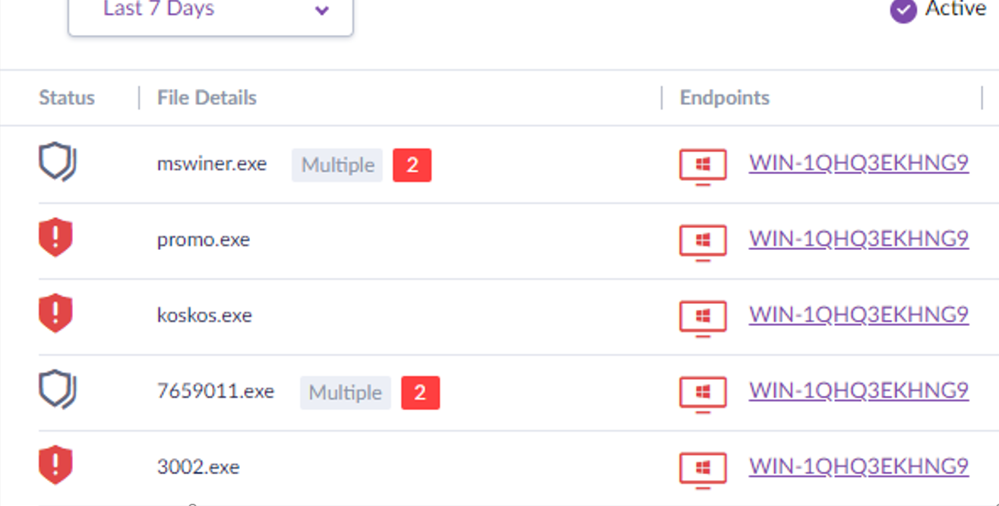 Last 7 Days Active
Status File Details Endpoints
mswiner.exe Multiple 2 WIN-1QHQ3EKHNG9
promo.exe WIN-1QHQ3EKHNG9
koskos.exe WIN-1QHQ3EKHNG9
7659011.exe Multiple 2 WIN-1QHQ3EKHNG9
3002.exe WIN-1QHQ3EKHNG9